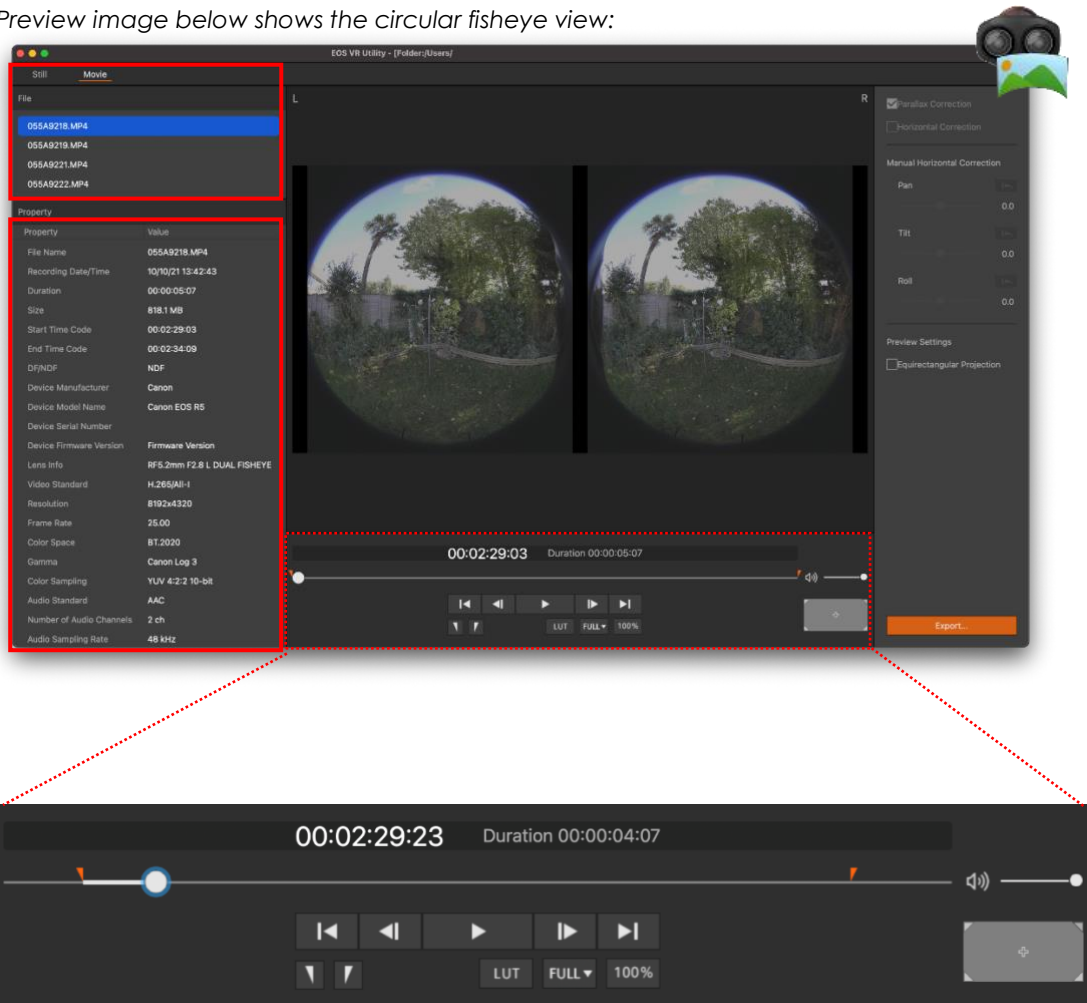 Preview image below shows the circular fisheye view:
EOS VR Utility - [Folder:/Users/
Still Movie
File
055A9218.MP4
055A9219.MP4
055A9221.MP4
055A9222.MP4
L R
Parallax Correction
Horizontal Correction
Manual Horizontal Correction
Pan
0.0
Tilt
0.0
Roll
0.0
Preview Settings
Equirectangular Projection
Property
Property Value
File Name 055A9218.MP4
Recording Date/Time 10/10/21 13:42:43
Duration 00:00:05:07
Size 818.1 MB
Start Time Code 00:02:29:03
End Time Code 00:02:34:09
DF/NDF NDF
Device Manufacturer Canon
Device Model Name Canon EOS R5
Device Serial Number
Device Firmware Version Firmware Version
Lens Info RF5.2mm F2.8 L DUAL FISHEYE
Video Standard H.265/All-I
Resolution 8192x4320
Frame Rate 25.00
Color Space BT.2020
Gamma Canon Log 3
Color Sampling YUV 4:2:2 10-bit
Audio Standard AAC
Number of Audio Channels 2 ch
Audio Sampling Rate 48 kHz
00:02:29:03 Duration 00:00:05:07
LUT FULL 100%
Export...
00:02:29:23 Duration 00:00:04:07
LUT FULL 100%